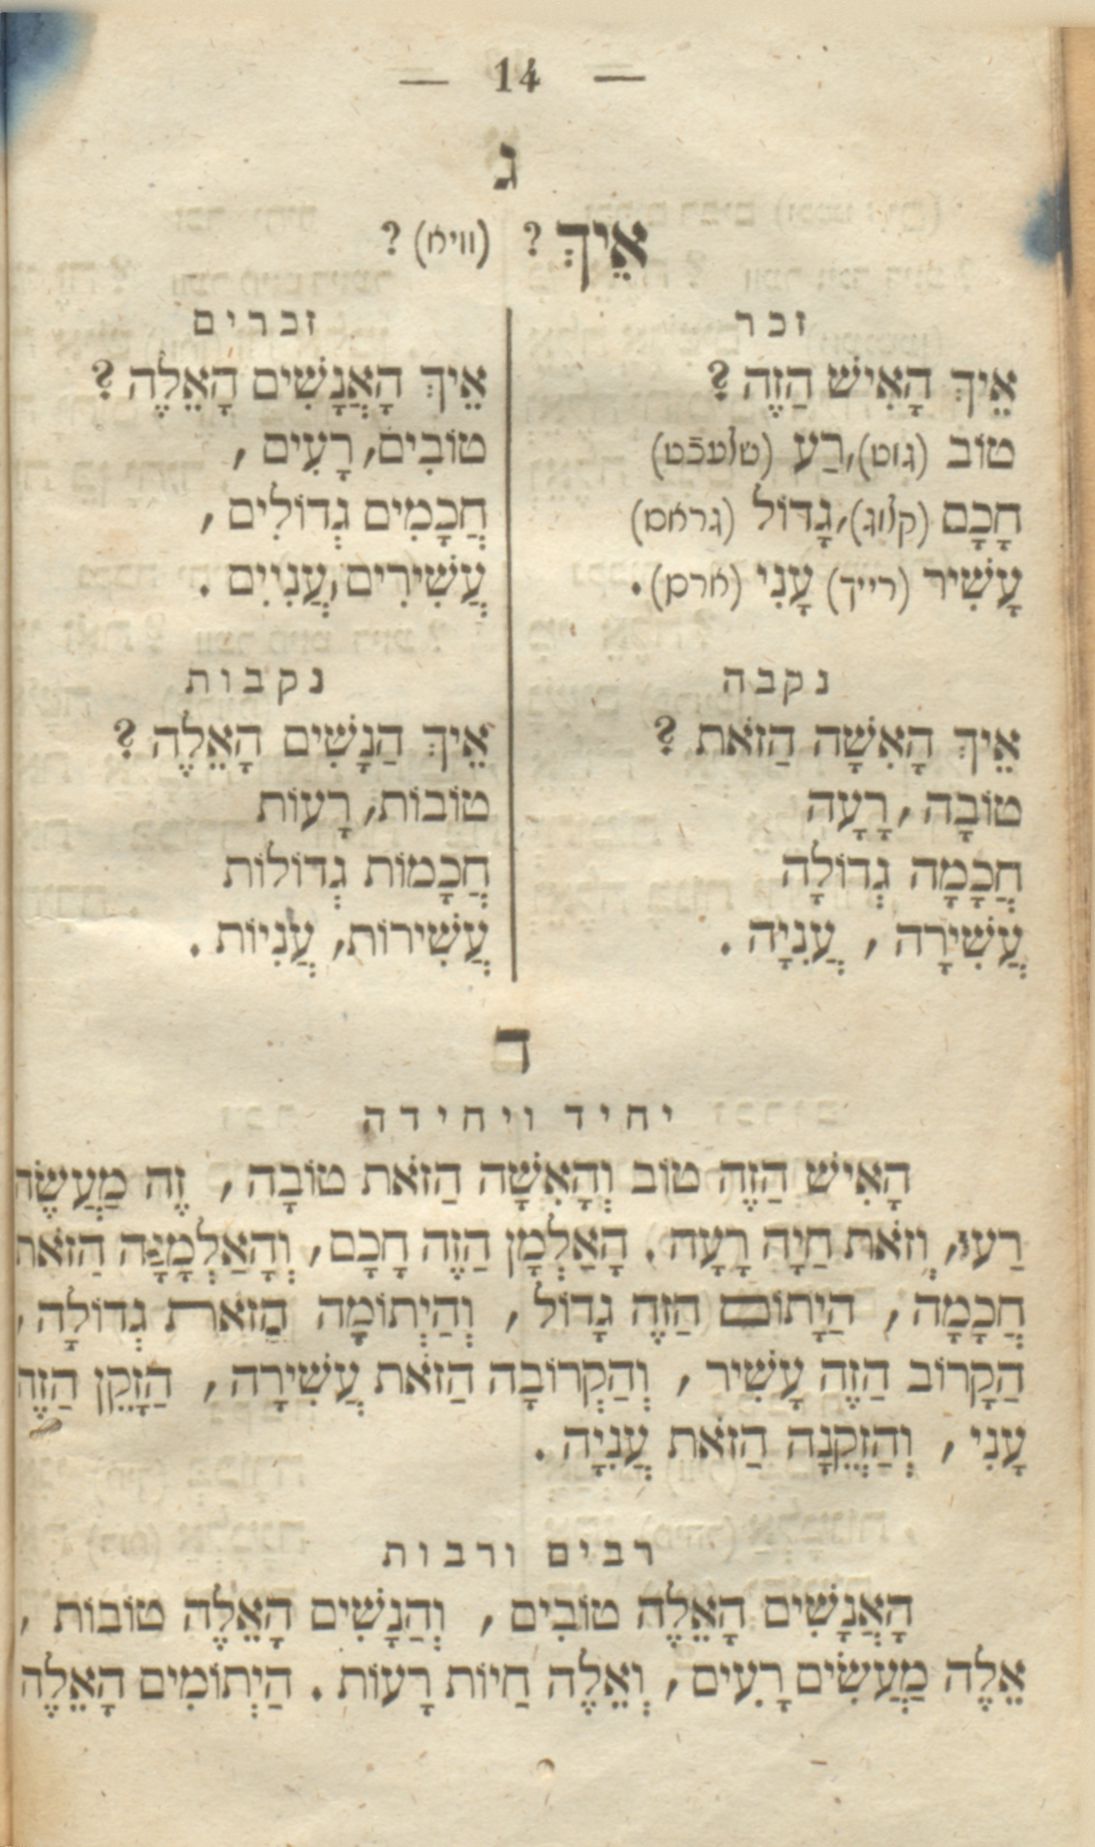 — 14 —
ג
אֵיךְ? (וויא)?
זכר
אֵיךְ הָאִישׁ הַזֶה?
טוֹב (גוט), רַע (שלעכט)
חָכָם (קלוג), גָדוֹל (גראס)
עָשִׁיר (רייך) עָנִי (ארם).
נקבה
אֵיךְ הָאִשָׁה הַזֹאת?
טוֹבָה, רָעָה
חֲכָמָה גְדוֹלָה
עֲשִׁירָה, עֲנִיָה.
זכרים
אֵיךְ הָאֲנָשִׁים הָאֵלֶה?
טוֹבִים, רָעִים,
חֲכָמִים גְדוֹלִים,
עֲשִׁירִים, עֲנִיִים.
נקבות
אֵיךְ הַנָשִׁים הָאֵלֶה?
טוֹבוֹת, רָעוֹת
חֲכָמוֹת גְדוֹלוֹת
עֲשִׁירוֹת, עֲנִיוֹת.
ד
יחיד ויחידה
הָאִישׁ הַזֶה טוֹב וְהָאִשָׁה הַזֹאת טוֹבָה, זֶה מַעֲשֶׂה
רַע, וְזֹאת חַיָה רָעָה. הָאַלְמָן הַזֶה חָכָם, וְהָאַלְמָנָה הַזֹאת
חֲכָמָה, הַיָתוֹם הַזֶה גָדוֹל, וְהַיְתוֹמָה הַזֹאת גְדוֹלָה,
הַקָרוֹב הַזֶה עָשִׁיר, וְהַקְרוֹבָה הַזֹאת עֲשִׁירָה, הַזָקֵן הַזֶה
עָנִי, וְהַזְקֵנָה הַזֹאת עֲנִיָה.
רבים ורבות
הָאֲנָשִׁים הָאֵלֶה טוֹבִים, וְהַנָשִׁים הָאֵלֶה טוֹבוֹת,
אֵלֶה מַעֲשִׂים רָעִים, וְאֵלֶה חַיוֹת רָעוֹת. הַיְתוֹמִים הָאֵלֶה